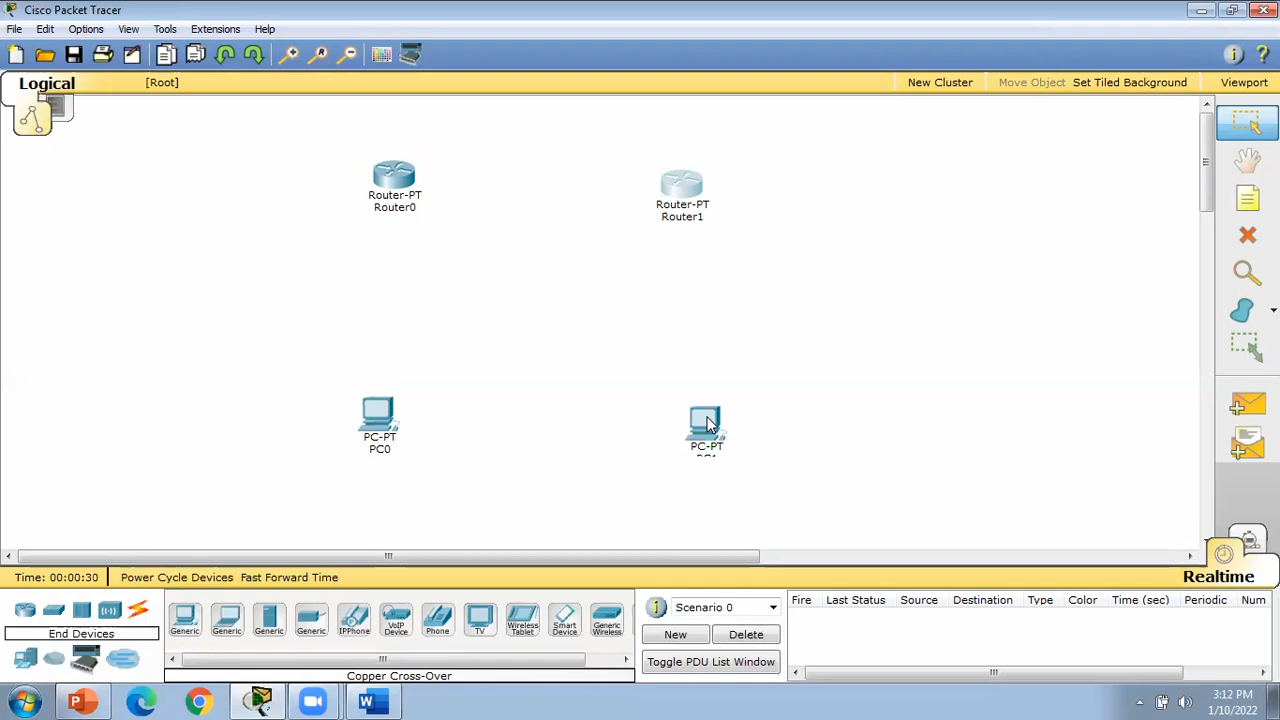 Cisco Packet Tracer
File Edit Options View Tools Extensions Help
Logical [Root] New Cluster Move Object Set Tiled Background Viewport
Router-PT
Router0
Router-PT
Router1
PC-PT
PC0
PC-PT
Time: 00:00:30 Power Cycle Devices Fast Forward Time
Realtime
End Devices
Generic Generic Generic Generic IPPhone VoIP Device Phone TV Wireless Tablet Smart Device Generic Wireless
Copper Cross-Over
Scenario 0
New Delete
Toggle PDU List Window
Fire Last Status Source Destination Type Color Time (sec) Periodic Num
3:12 PM
1/10/2022